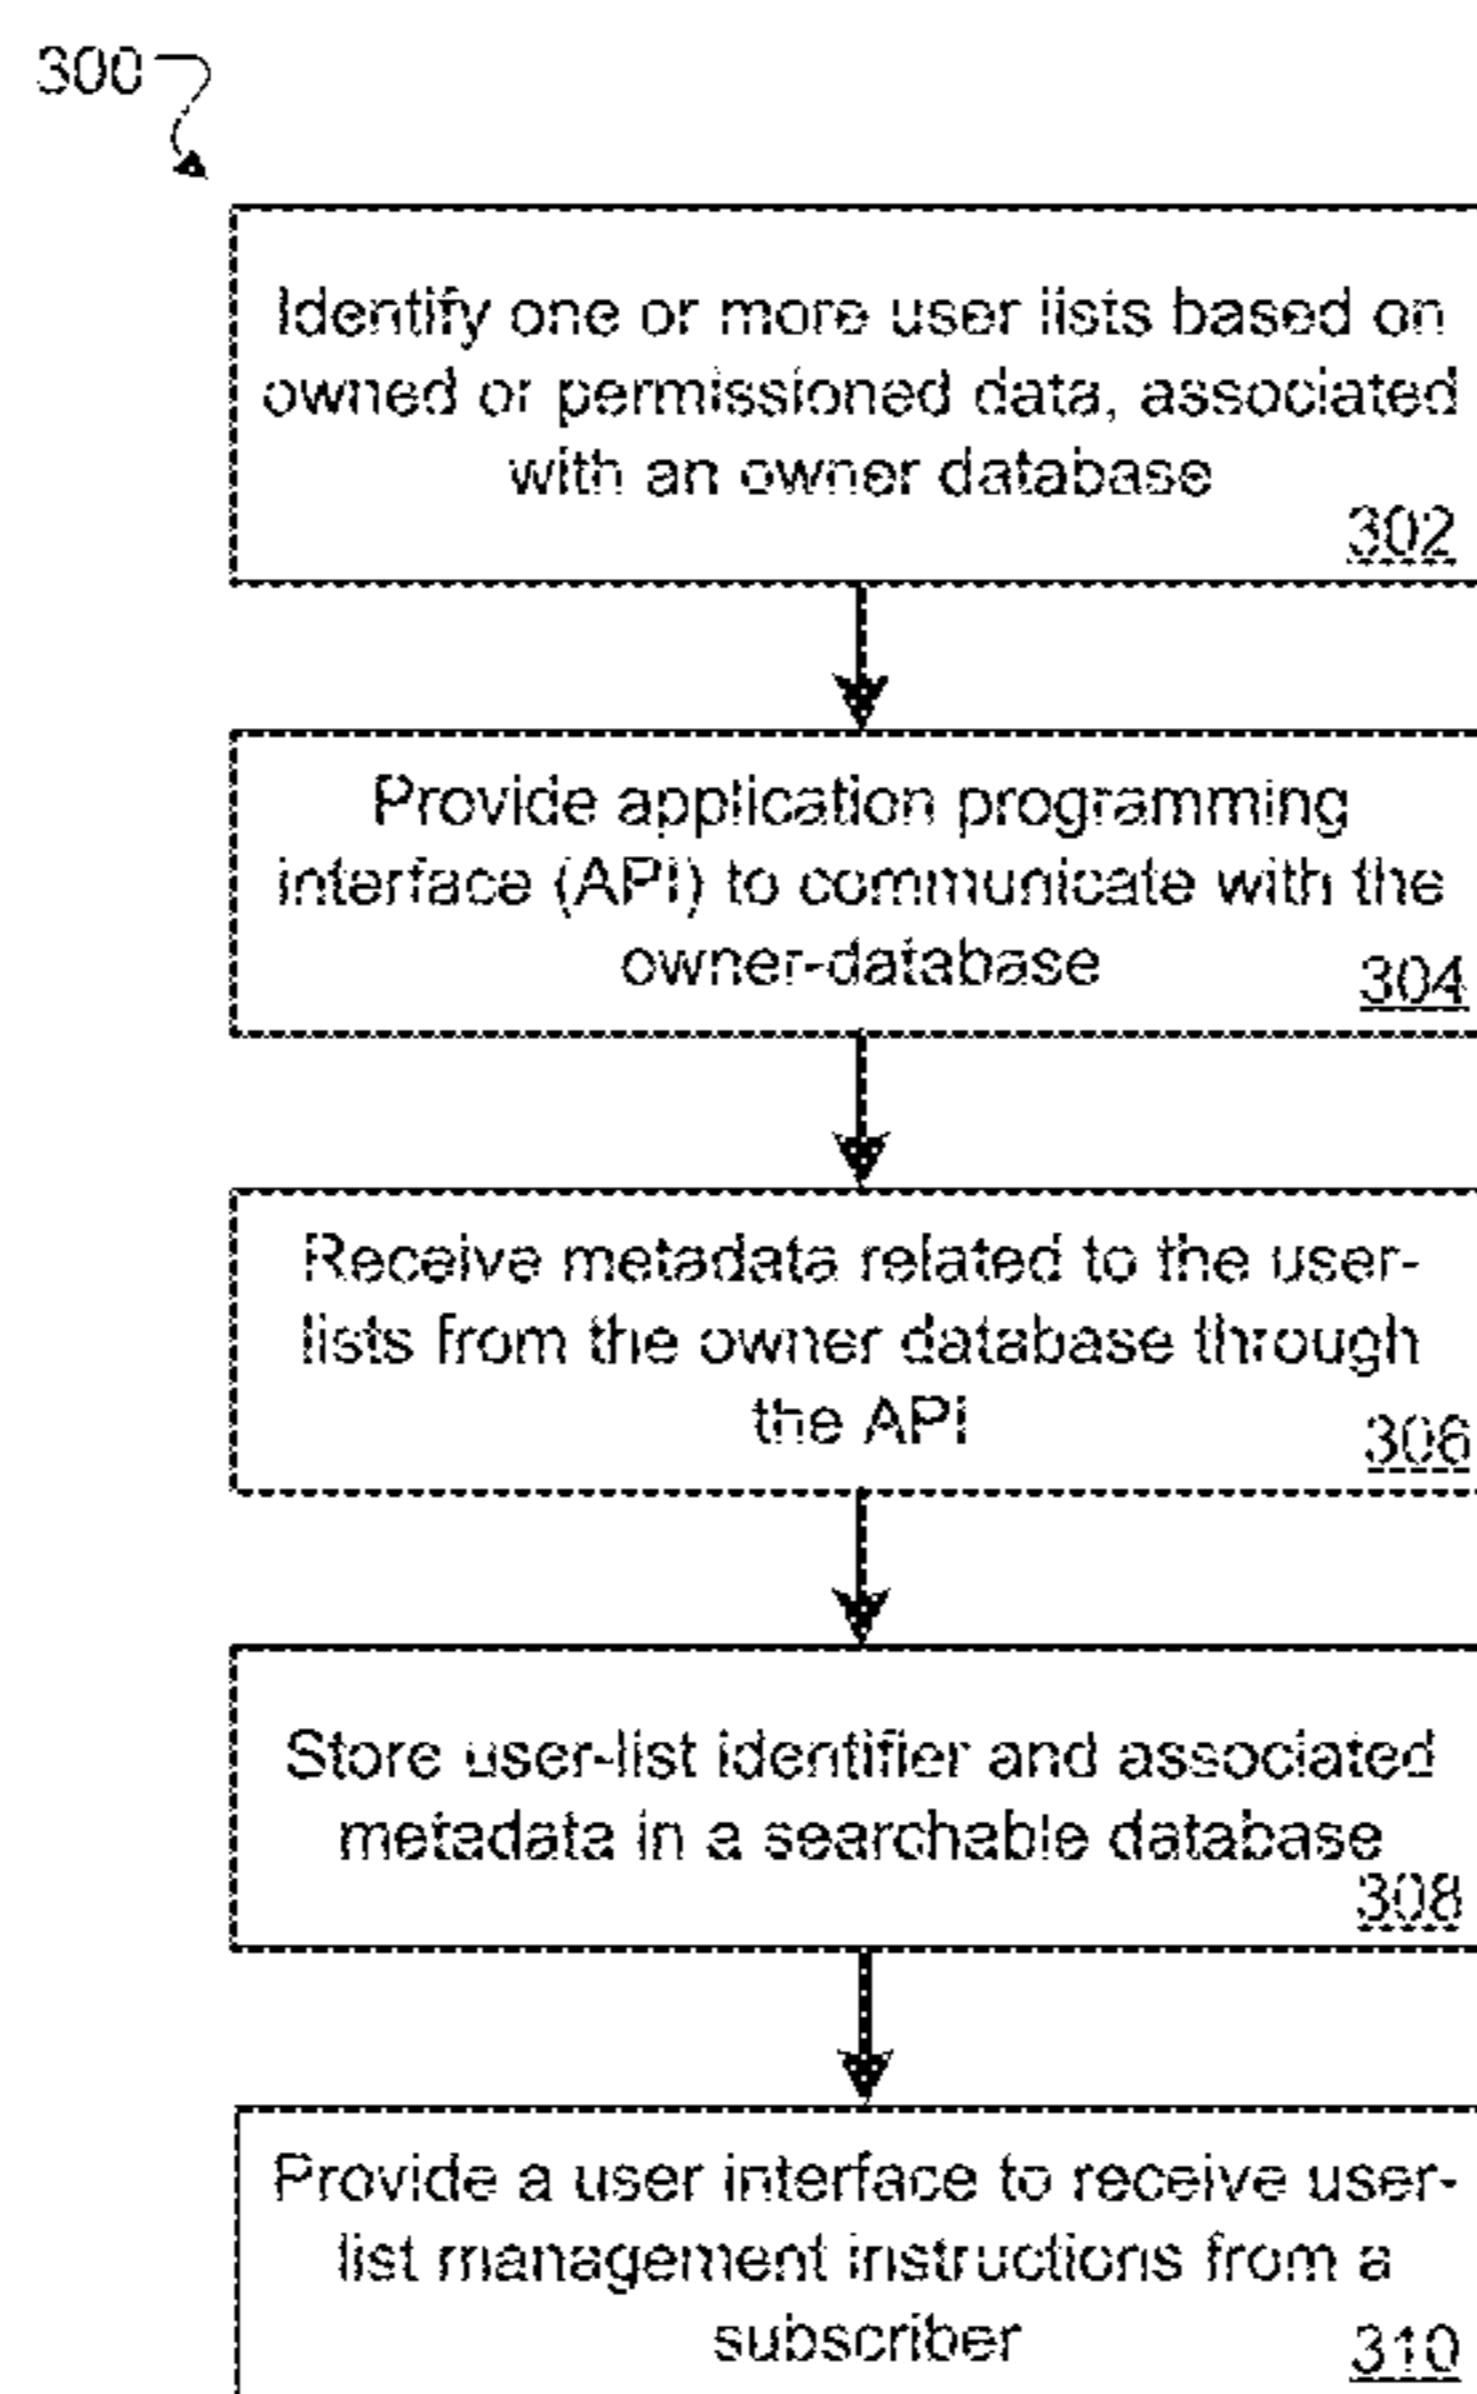 300
Identify one or more user lists based on
owned or permissioned data, associated
with an owner database
302
Provide application programming
interface (API) to communicate with the
owner-database
304
Receive metadata related to the user-
lists from the owner database through
the API
306
Store user-list identifier and associated
metadata in a searchable database
308
Provide a user interface to receive user-
list management instructions from a
subscriber
310